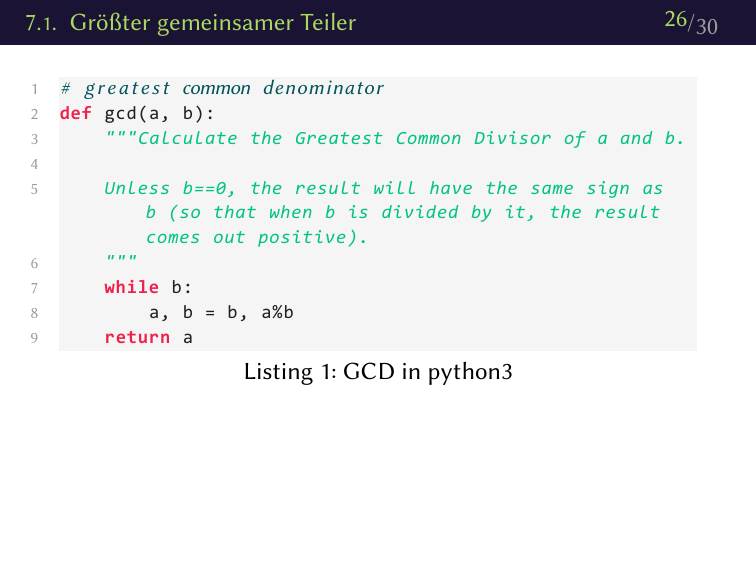 7.1. Größter gemeinsamer Teiler 26/30
1 # greatest common denominator
2 def gcd(a, b):
3 """Calculate the Greatest Common Divisor of a and b.
4
5 Unless b==0, the result will have the same sign as
b (so that when b is divided by it, the result
comes out positive).
6 """
7 while b:
8 a, b = b, a%b
9 return a
Listing 1: GCD in python3